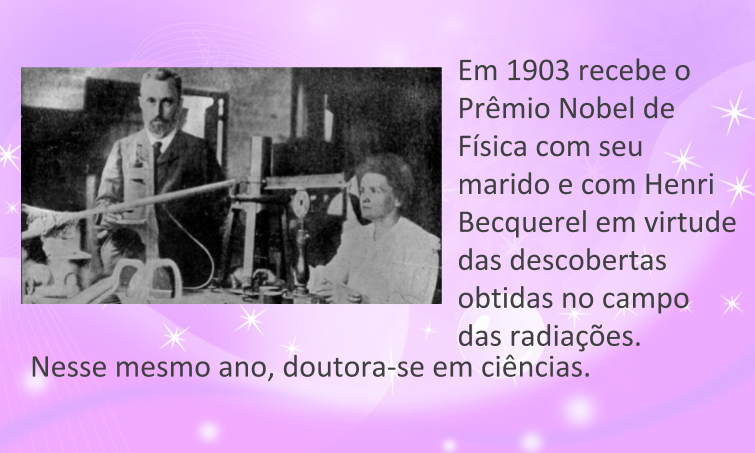 Em 1903 recebe o
Prêmio Nobel de
Física com seu
marido e com Henri
Becquerel em virtude
das descobertas
obtidas no campo
das radiações.
Nesse mesmo ano, doutora-se em ciências.